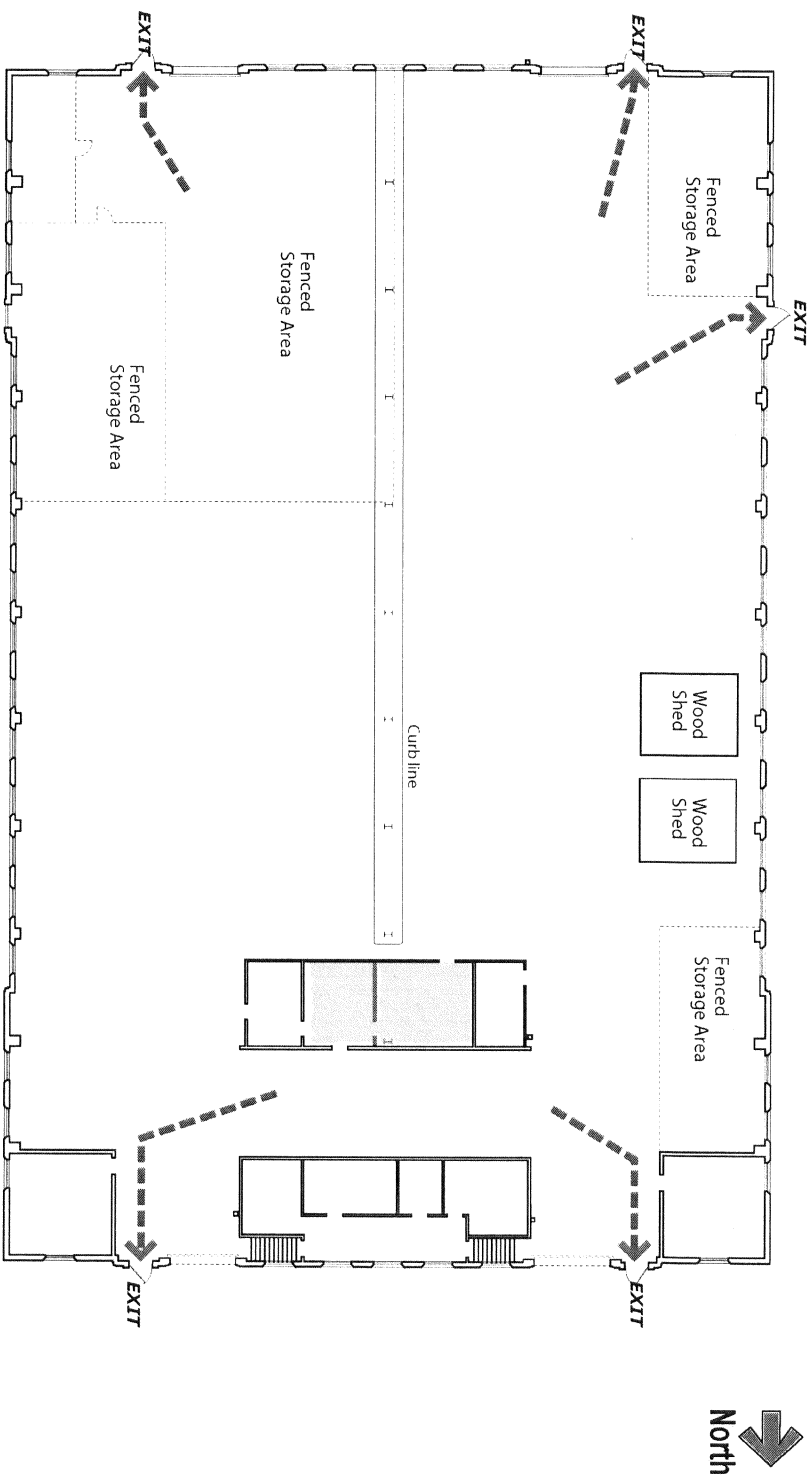 EXIT
EXIT
Fenced
Storage Area
EXIT
Fenced
Storage Area
Fenced
Storage Area
Wood
Shed
Curb line
Wood
Shed
Fenced
Storage Area
EXIT
EXIT
North